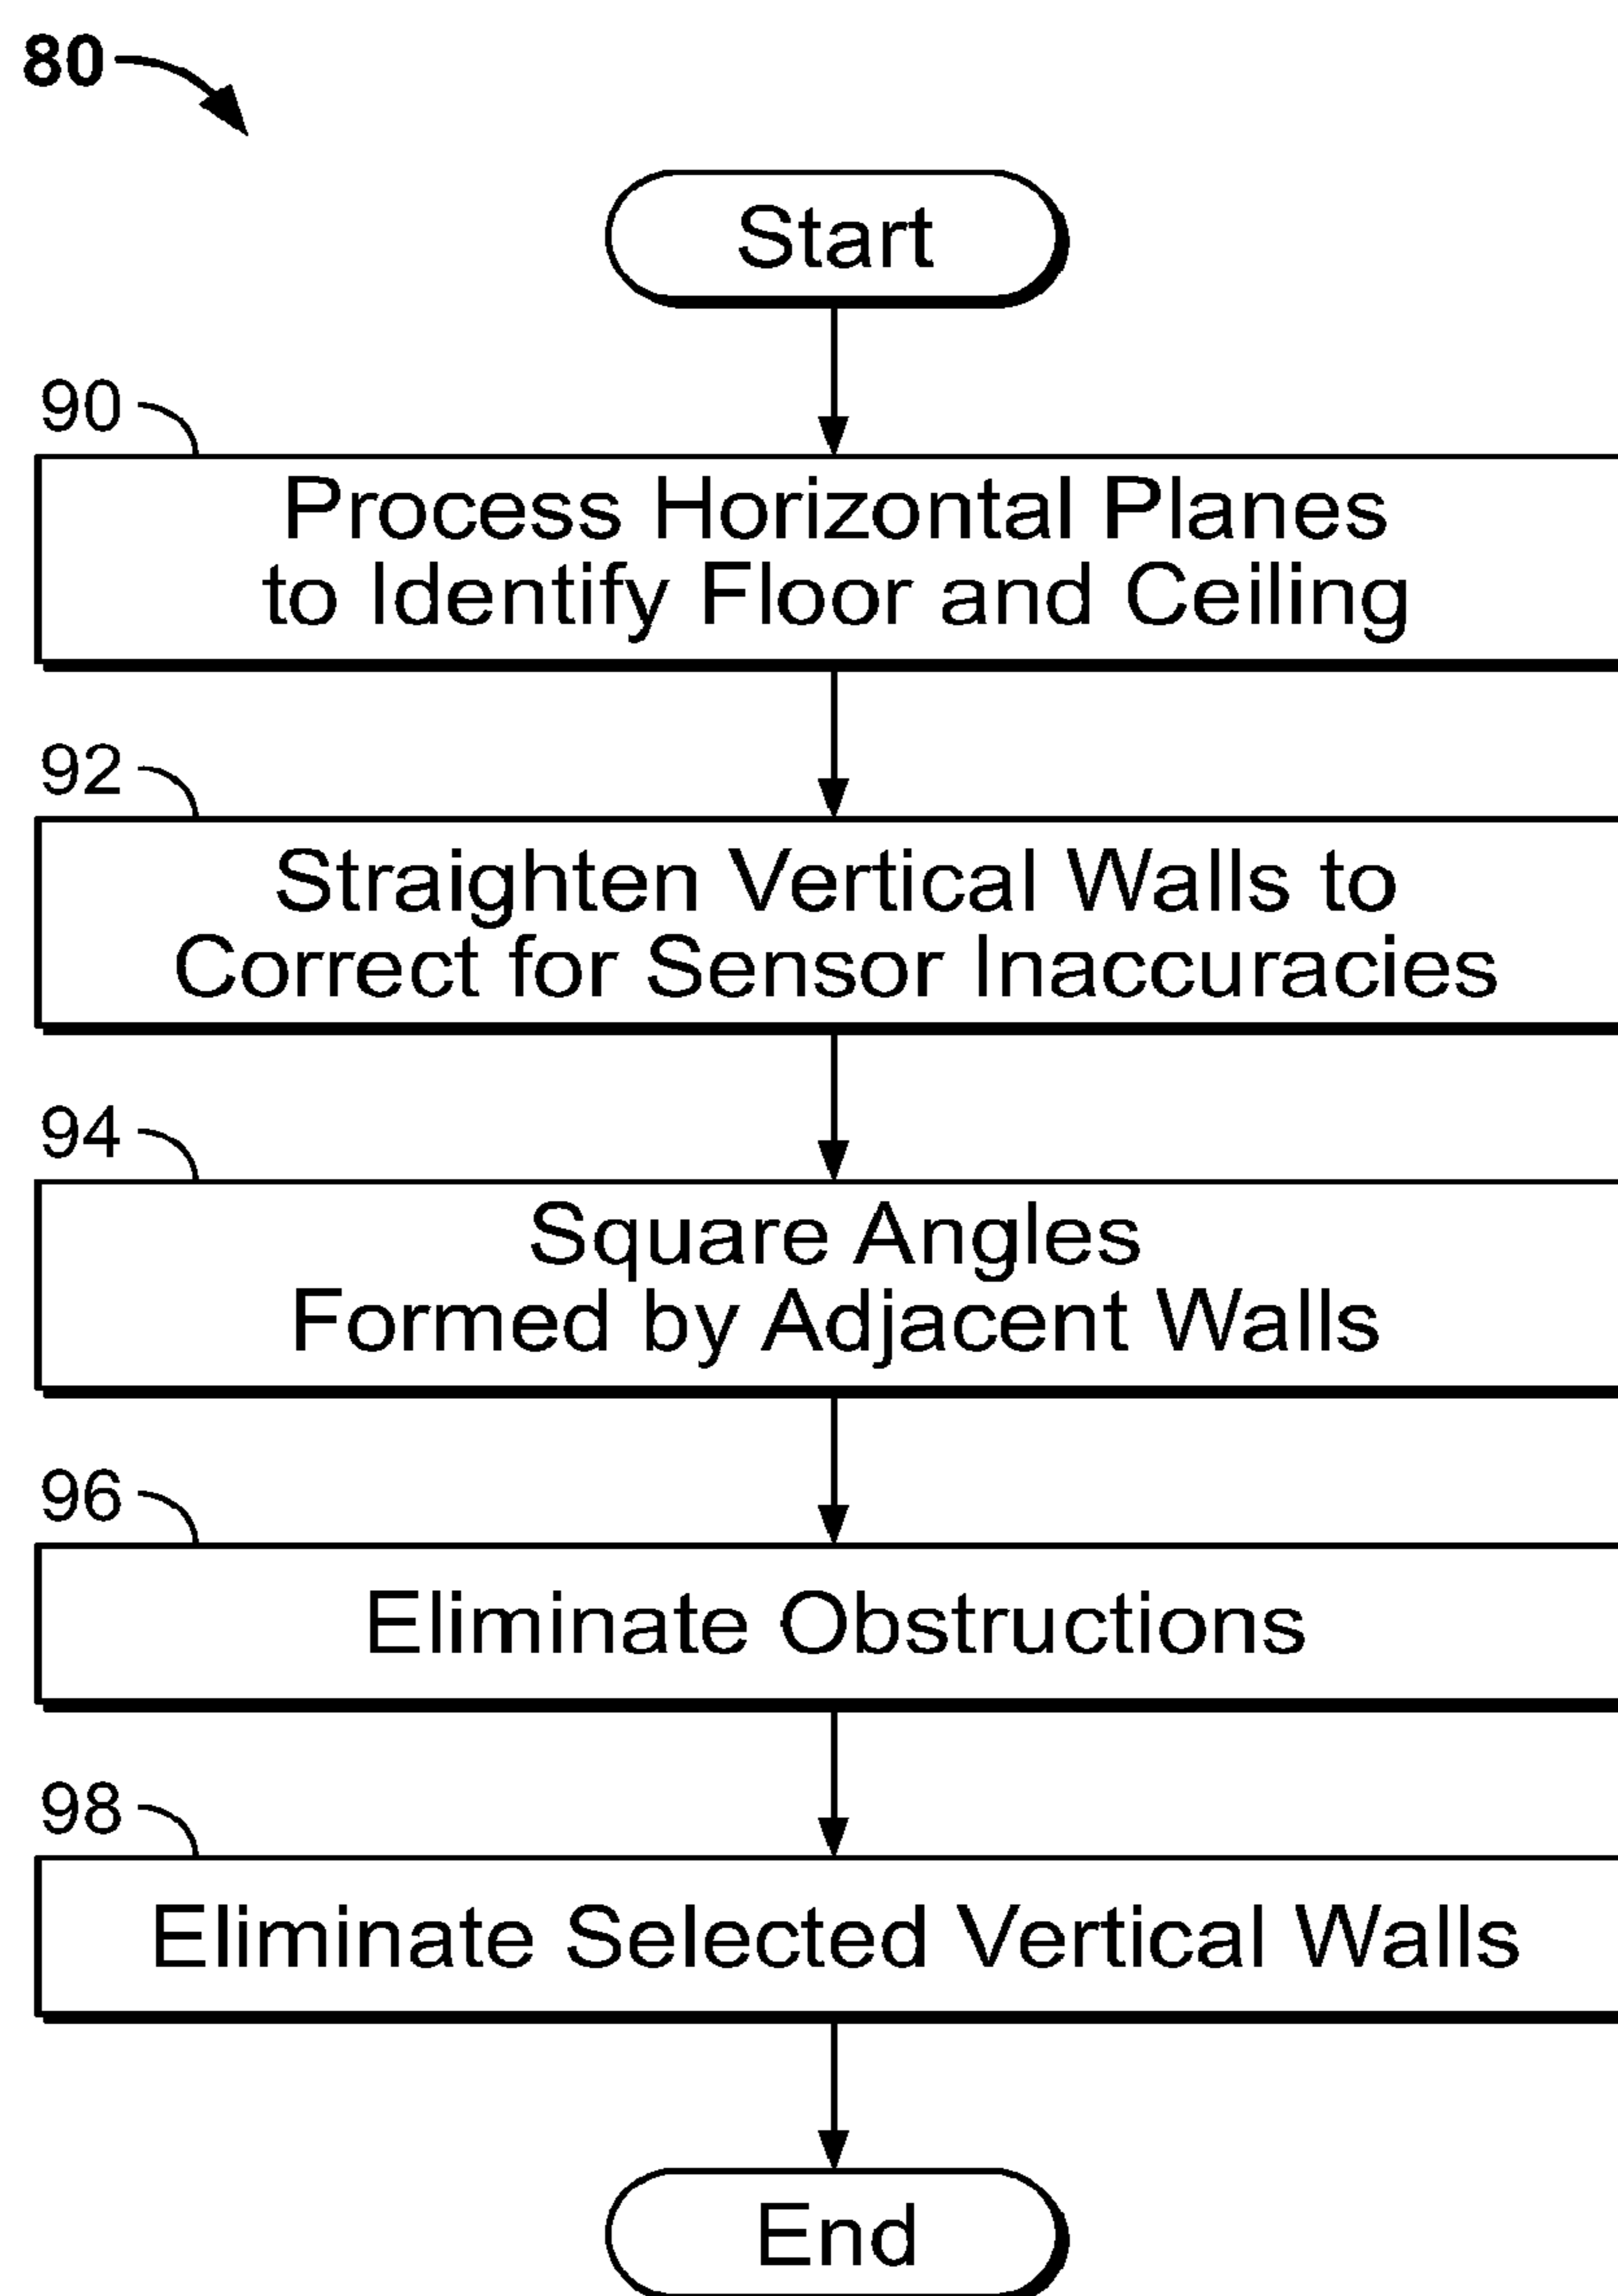 80
Start
90
Process Horizontal Planes
to Identify Floor and Ceiling
92
Straighten Vertical Walls to
Correct for Sensor Inaccuracies
94
Square Angles
Formed by Adjacent Walls
96
Eliminate Obstructions
98
Eliminate Selected Vertical Walls
End